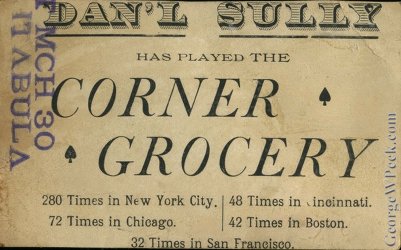 DAN'L SULLY
HAS PLAYED THE
CORNER
GROCERY
280 Times in New York City.
72 Times in Chicago.
48 Times in Cincinnati.
42 Times in Boston.
32 Times in San Francisco.
MCH 30
ITABULA
GeorgeWPeck.com